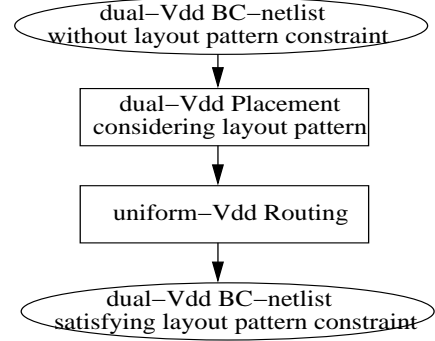 dual−Vdd BC−netlist
without layout pattern constraint
dual−Vdd Placement
considering layout pattern
uniform−Vdd Routing
dual−Vdd BC−netlist
satisfying layout pattern constraint